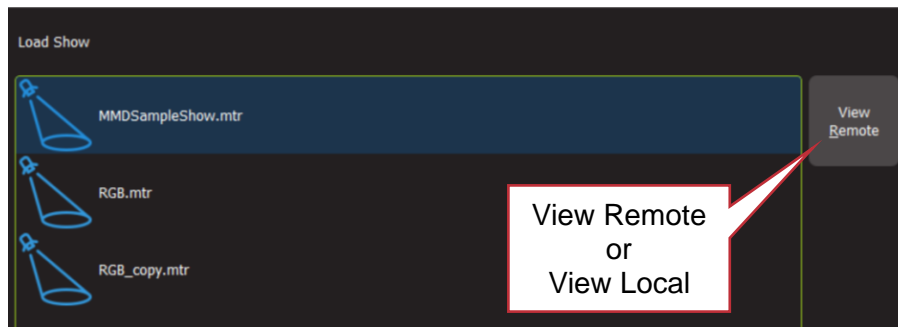 Load Show
MMDSampleShow.mtr
View
Remote
RGB.mtr
View Remote
or
View Local
RGB_copy.mtr